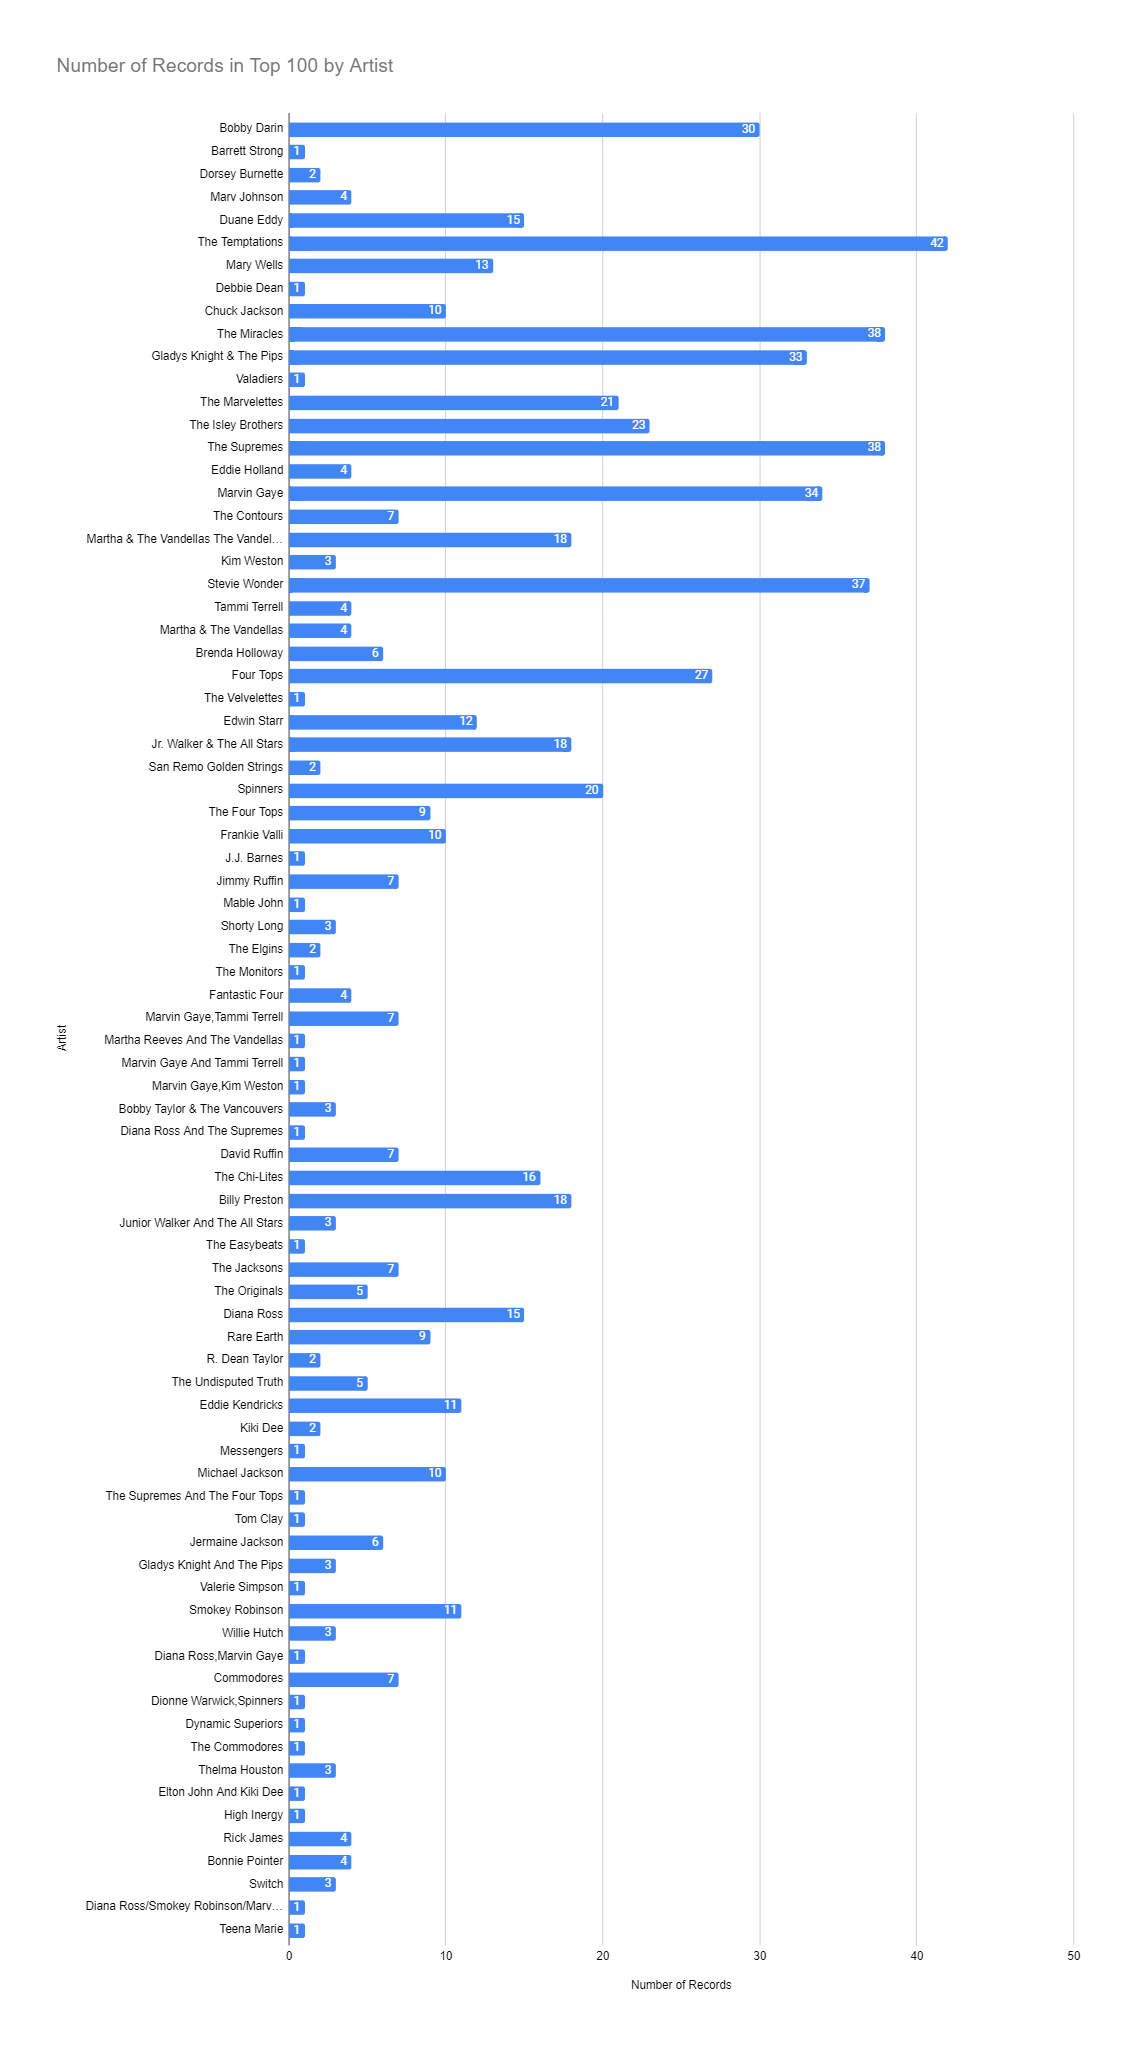 Number of Records in Top 100 by Artist
Bobby Darin 30
Barrett Strong 1
Dorsey Burnette 2
Marv Johnson 4
Duane Eddy 15
The Temptations 42
Mary Wells 13
Debbie Dean 1
Chuck Jackson 10
The Miracles 38
Gladys Knight & The Pips 33
Valadiers 1
The Marvelettes 21
The Isley Brothers 23
The Supremes 38
Eddie Holland 4
Marvin Gaye 34
The Contours 7
Martha & The Vandellas The Vandel... 18
Kim Weston 3
Stevie Wonder 37
Tammi Terrell 4
Martha & The Vandellas 4
Brenda Holloway 6
Four Tops 27
The Velvelettes 1
Edwin Starr 12
Jr. Walker & The All Stars 18
San Remo Golden Strings 2
Spinners 20
The Four Tops 9
Frankie Valli 10
J.J. Barnes 1
Jimmy Ruffin 7
Mable John 1
Shorty Long 3
The Elgins 2
The Monitors 1
Fantastic Four 4
Marvin Gaye,Tammi Terrell 7
Martha Reeves And The Vandellas 1
Marvin Gaye And Tammi Terrell 1
Marvin Gaye,Kim Weston 1
Bobby Taylor & The Vancouvers 3
Diana Ross And The Supremes 1
David Ruffin 7
The Chi-Lites 16
Billy Preston 18
Junior Walker And The All Stars 3
The Easybeats 1
The Jacksons 7
The Originals 5
Diana Ross 15
Rare Earth 9
R. Dean Taylor 2
The Undisputed Truth 5
Eddie Kendricks 11
Kiki Dee 2
Messengers 1
Michael Jackson 10
The Supremes And The Four Tops 1
Tom Clay 1
Jermaine Jackson 6
Gladys Knight And The Pips 3
Valerie Simpson 1
Smokey Robinson 11
Willie Hutch 3
Diana Ross,Marvin Gaye 1
Commodores 7
Dionne Warwick,Spinners 1
Dynamic Superiors 1
The Commodores 1
Thelma Houston 3
Elton John And Kiki Dee 1
High Inergy 1
Rick James 4
Bonnie Pointer 4
Switch 3
Diana Ross/Smokey Robinson/Marv... 1
Teena Marie 1
Artist
0 10 20 30 40 50
Number of Records